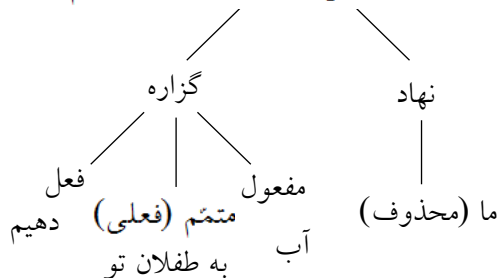 گزاره
نهاد
فعل
متمّم (فعلی)
مفعول
ما (محذوف)
دهیم
به طفلان تو
آب